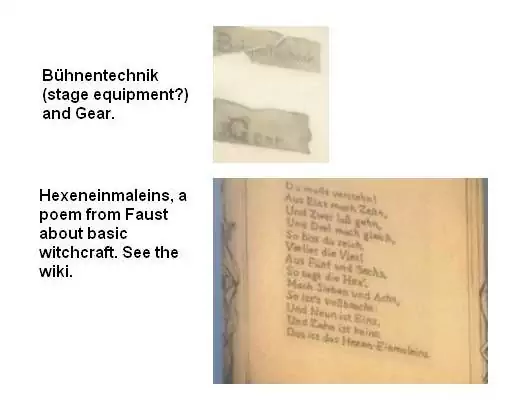 Bühnentechnik
(stage equipment?)
and Gear.
Gear
Hexeneinmaleins, a
poem from Faust
about basic
witchcraft. See the
wiki.
Du mußt verstehn!
Aus Eins mach Zehn,
Und Zwei laß gehn,
Und Drei mach gleich,
So bist du reich.
Verlier die Vier!
Aus Fünf und Sechs,
So sagt die Hex',
Mach Sieben und Acht,
So ist's vollbracht:
Und Neun ist Eins,
Und Zehn ist keins.
Das ist das Hexen-Einmaleins.